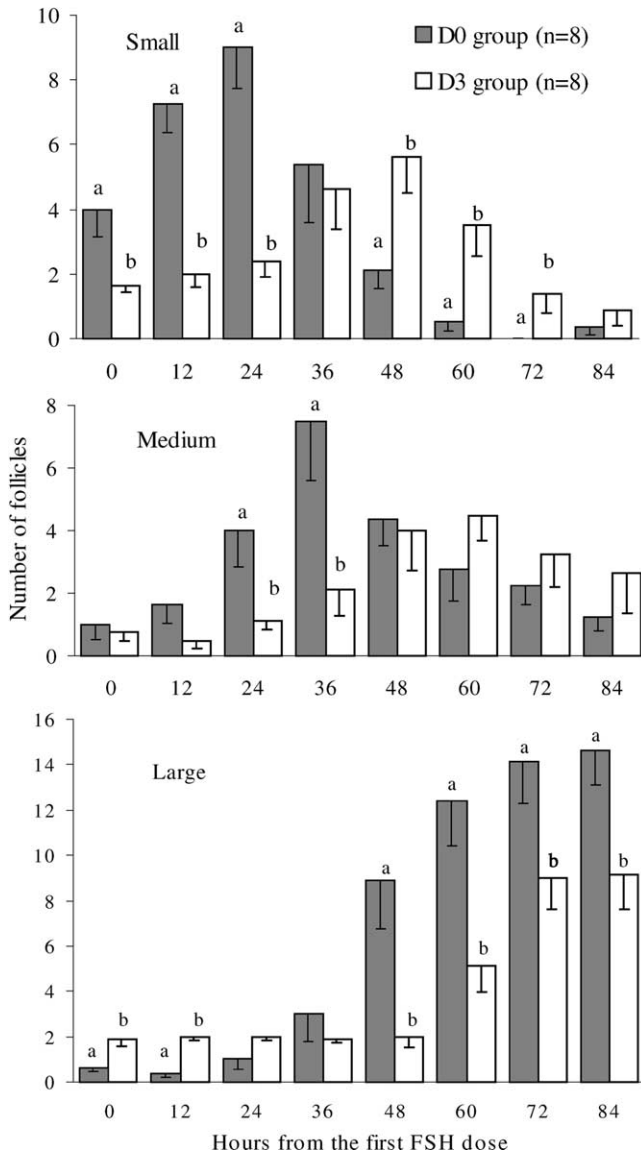 10
8
6
4
2
0
Small
D0 group (n=8)
D3 group (n=8)
a a a a a a
b b b b b b
0 12 24 36 48 60 72 84
Number of follicles
8
6
4
2
0
Medium
a a
b b
0 12 24 36 48 60 72 84
16
14
12
10
8
6
4
2
0
Large
a a a a a a
b b b b b b
0 12 24 36 48 60 72 84
Hours from the first FSH dose